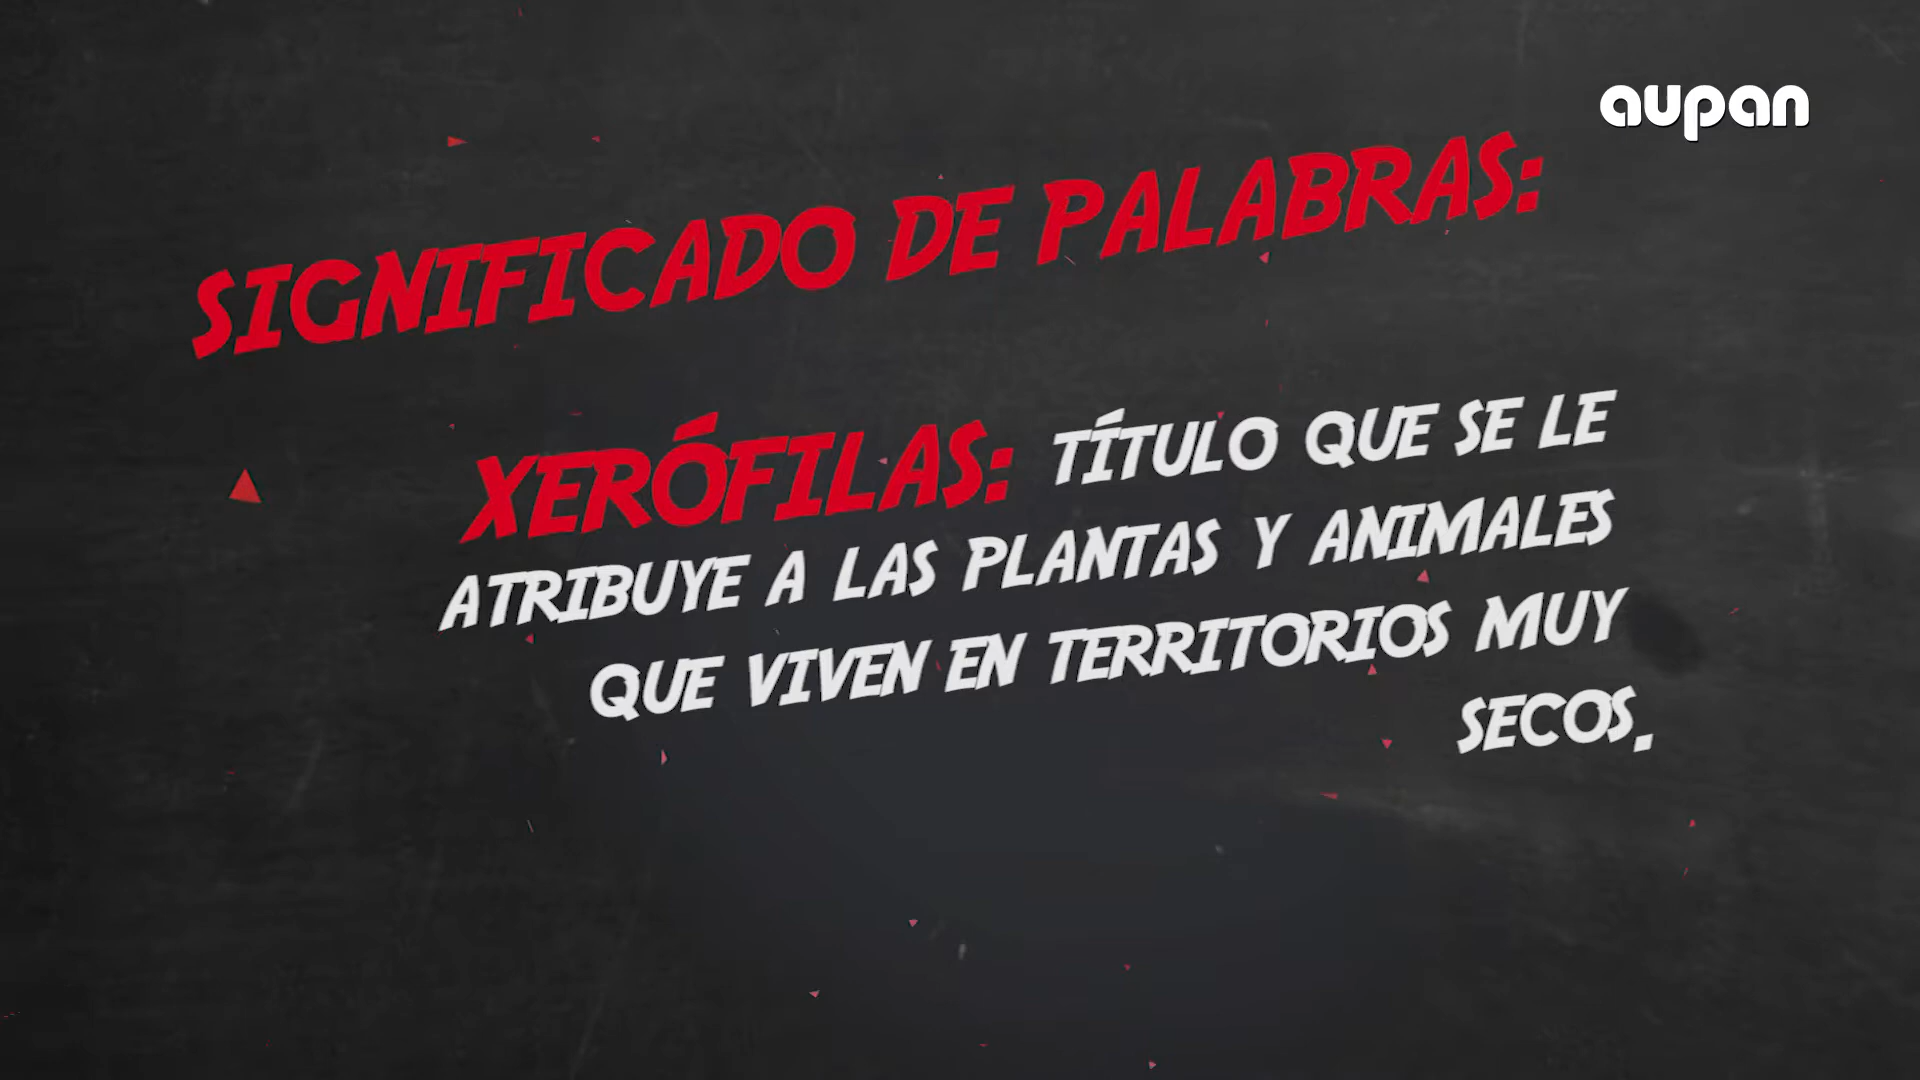 aupan
SIGNIFICADO DE PALABRAS:
XERÓFILAS: TÍTULO QUE SE LE
ATRIBUYE A LAS PLANTAS Y ANIMALES
QUE VIVEN EN TERRITORIOS MUY
SECOS.